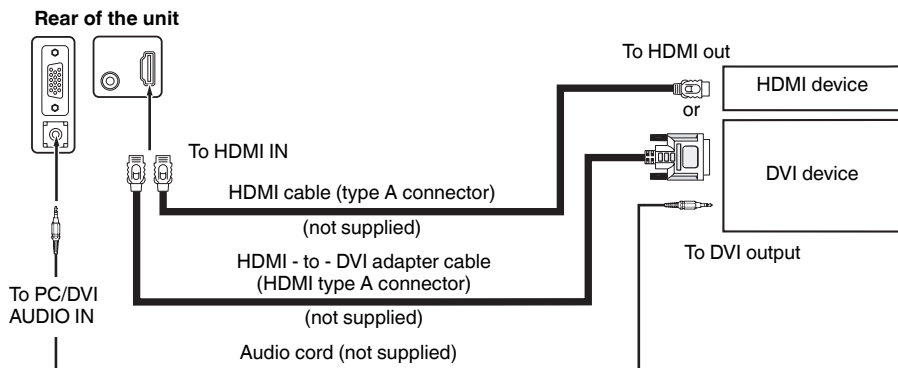 Rear of the unit
To HDMI out
HDMI device
or
To HDMI IN
DVI device
HDMI cable (type A connector)
(not supplied)
HDMI - to - DVI adapter cable
(HDMI type A connector)
To DVI output
To PC/DVI
AUDIO IN
(not supplied)
Audio cord (not supplied)